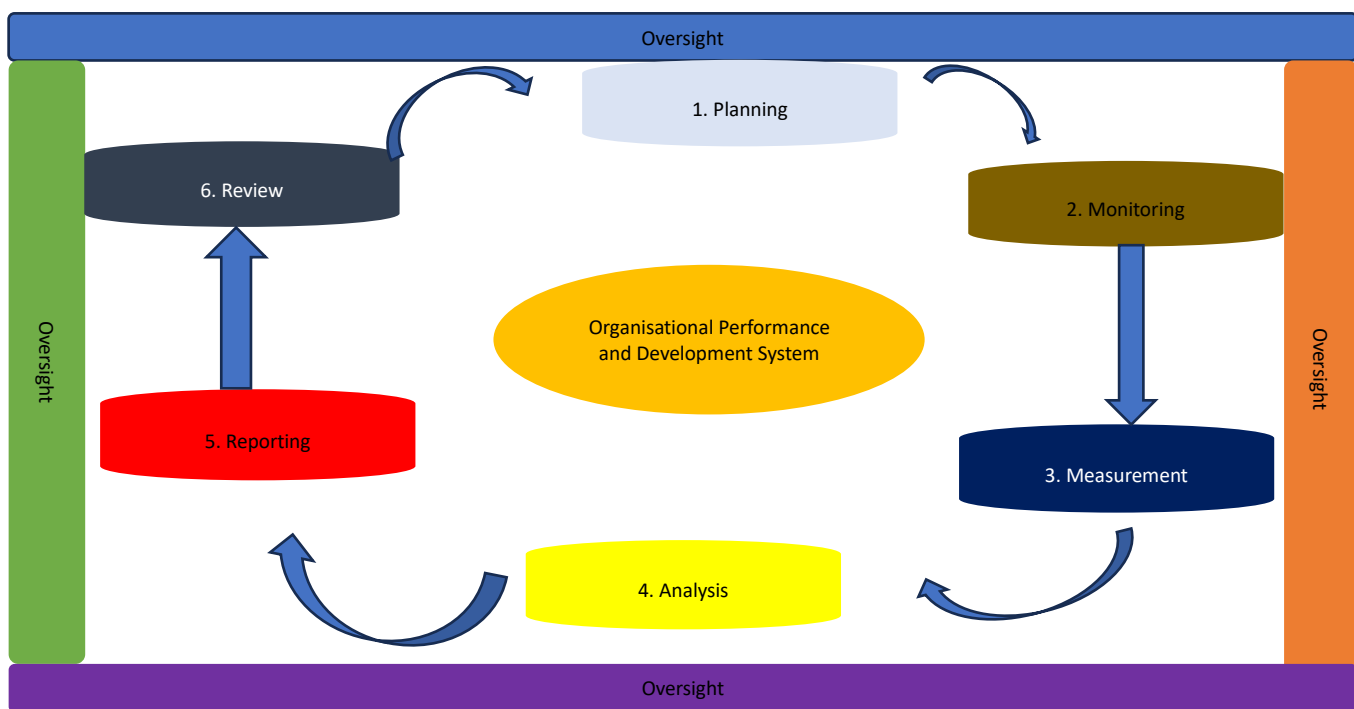 Oversight
1. Planning
6. Review
2. Monitoring
Organisational Performance
and Development System
Oversight
Oversight
5. Reporting
3. Measurement
4. Analysis
Oversight